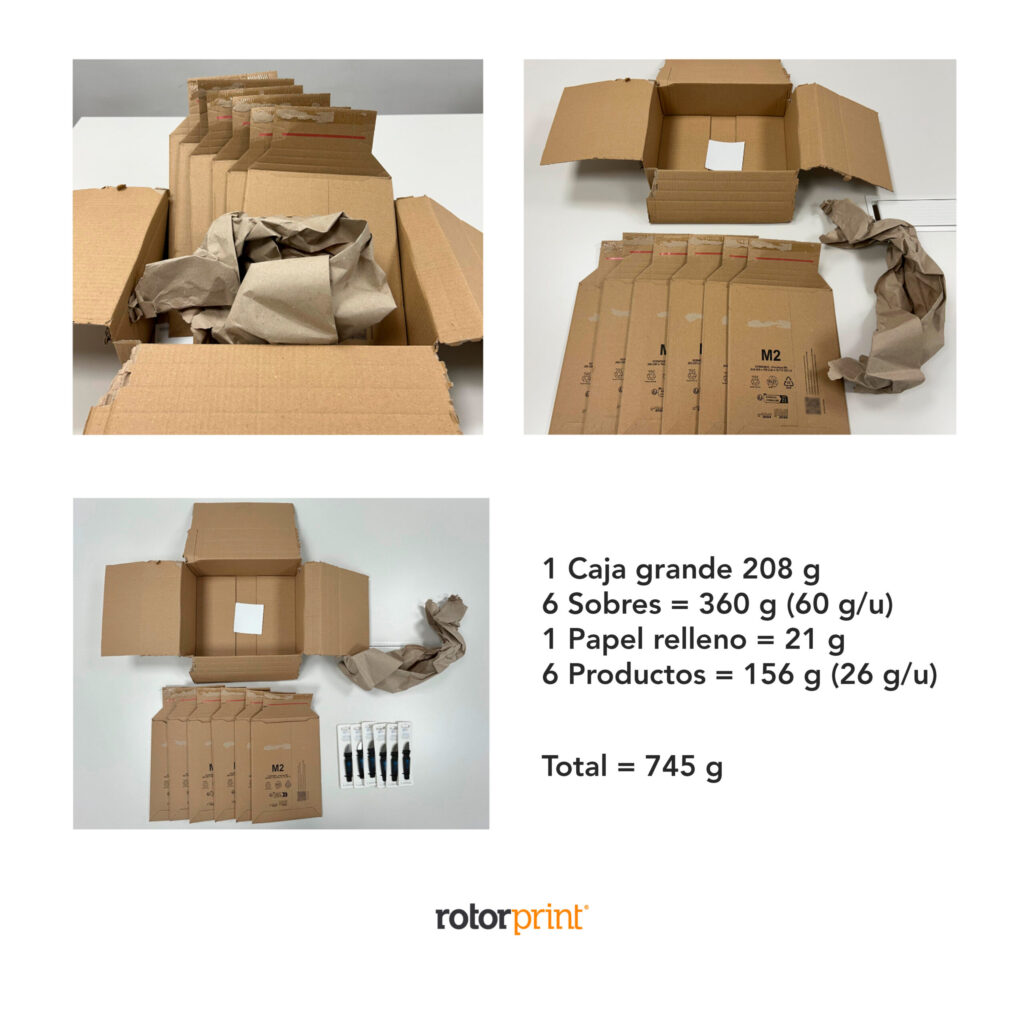 M2
M2
1 Caja grande 208 g
6 Sobres = 360 g (60 g/u)
1 Papel relleno = 21 g
6 Productos = 156 g (26 g/u)
Total = 745 g
rotorprint